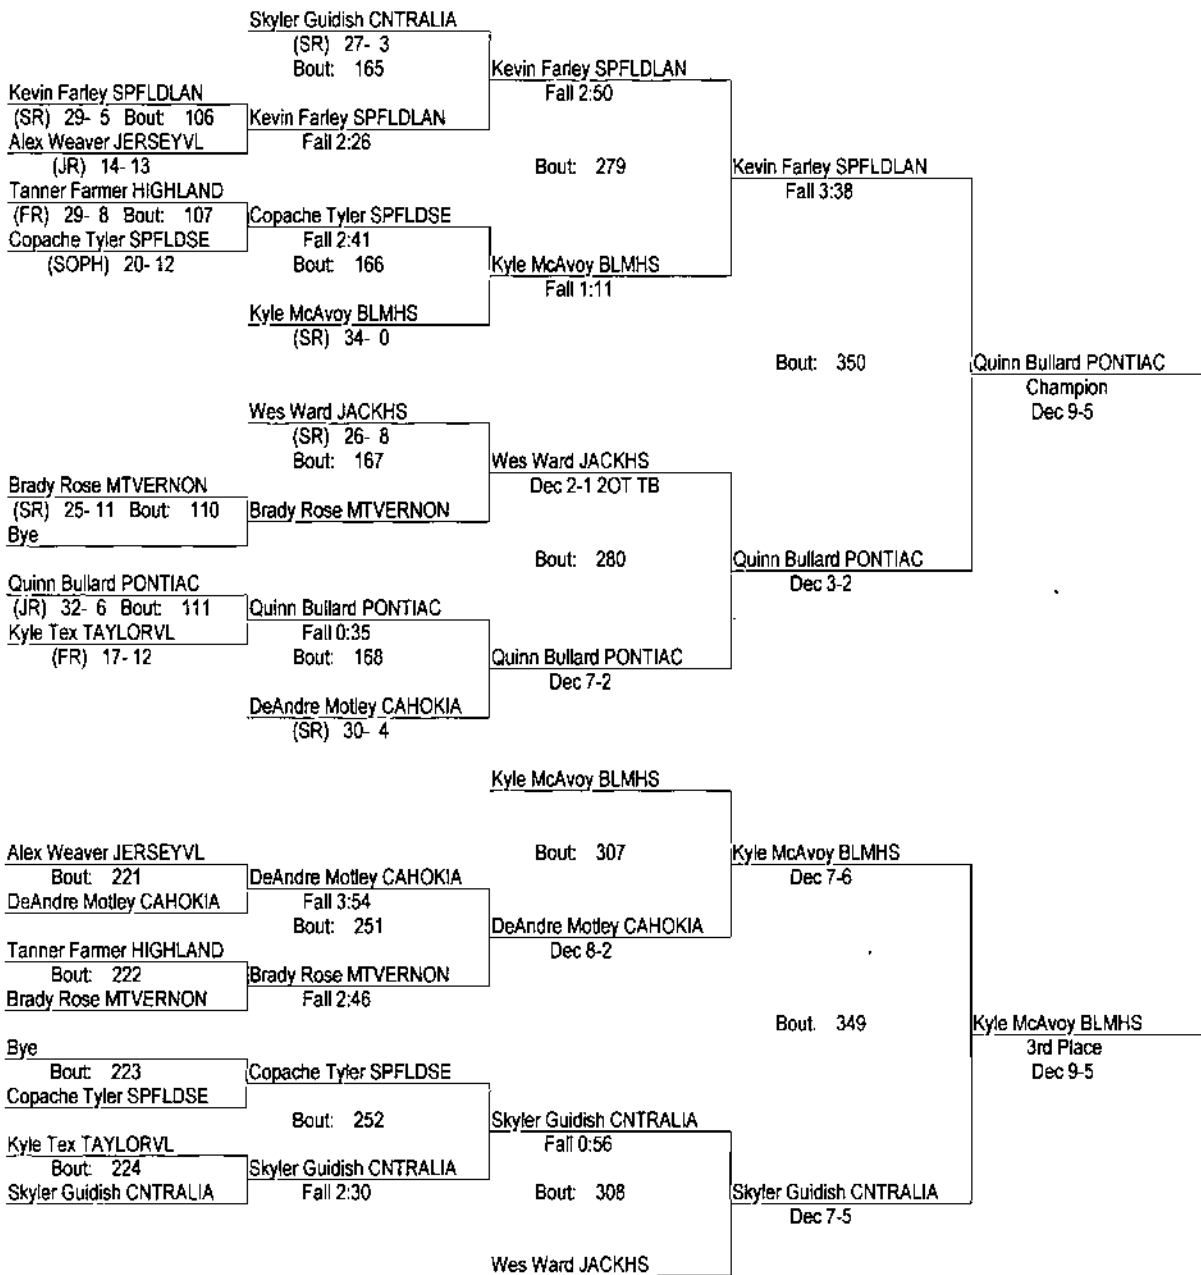 Skyler Guidish CNTRALIA
(SR) 27- 3
Bout: 165
Kevin Farley SPFLDLAN
Fall 2:50
Kevin Farley SPFLDLAN
(SR) 29- 5 Bout: 106
Alex Weaver JERSEYVL
(JR) 14- 13
Kevin Farley SPFLDLAN
Fall 2:26
Bout: 279
Kevin Farley SPFLDLAN
Fall 3:38
Tanner Farmer HIGHLAND
(FR) 29- 8 Bout: 107
Copache Tyler SPFLDSE
(SOPH) 20- 12
Copache Tyler SPFLDSE
Fall 2:41
Bout: 166
Kyle McAvoy BLMHS
Fall 1:11
Kyle McAvoy BLMHS
(SR) 34- 0
Bout: 350
Quinn Bullard PONTIAC
Champion
Dec 9-5
Wes Ward JACKHS
(SR) 26- 8
Bout: 167
Wes Ward JACKHS
Dec 2-1 2OT TB
Brady Rose MTVERNON
(SR) 25- 11 Bout: 110
Bye
Brady Rose MTVERNON
Bout: 280
Quinn Bullard PONTIAC
Dec 3-2
Quinn Bullard PONTIAC
(JR) 32- 6 Bout: 111
Kyle Tex TAYLORVL
(FR) 17- 12
Quinn Bullard PONTIAC
Fall 0:35
Bout: 168
Quinn Bullard PONTIAC
Dec 7-2
DeAndre Motley CAHOKIA
(SR) 30- 4
Kyle McAvoy BLMHS
Alex Weaver JERSEYVL
Bout: 221
DeAndre Motley CAHOKIA
DeAndre Motley CAHOKIA
Fall 3:54
Bout: 251
Bout: 307
Kyle McAvoy BLMHS
Dec 7-6
DeAndre Motley CAHOKIA
Dec 8-2
Tanner Farmer HIGHLAND
Bout: 222
Brady Rose MTVERNON
Brady Rose MTVERNON
Fall 2:46
Bout. 349
Kyle McAvoy BLMHS
3rd Place
Dec 9-5
Bye
Bout: 223
Copache Tyler SPFLDSE
Copache Tyler SPFLDSE
Bout: 252
Skyler Guidish CNTRALIA
Fall 0:56
Kyle Tex TAYLORVL
Bout: 224
Skyler Guidish CNTRALIA
Skyler Guidish CNTRALIA
Fall 2:30
Bout: 308
Skyler Guidish CNTRALIA
Dec 7-5
Wes Ward JACKHS